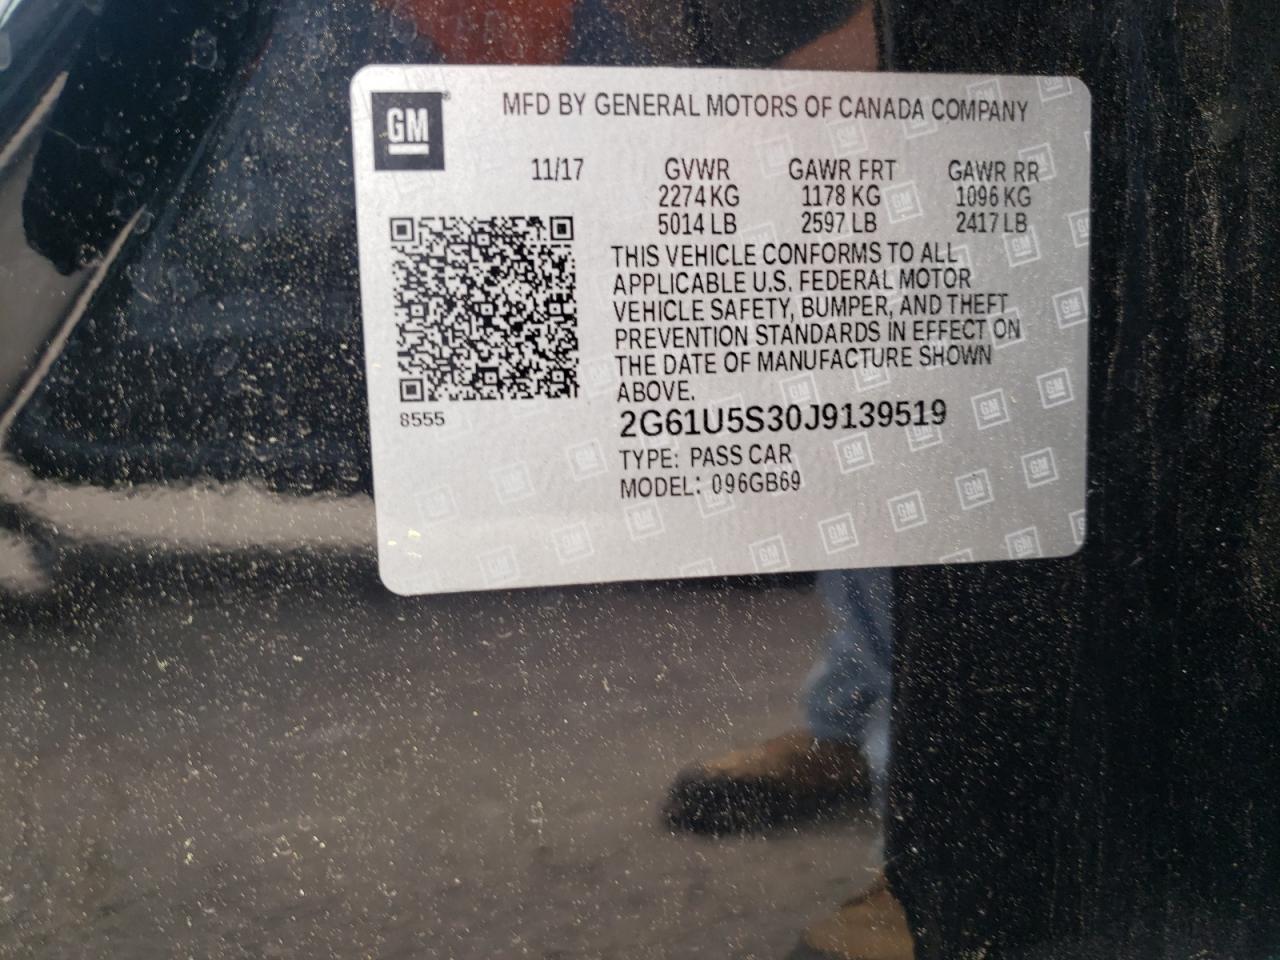 GM
MFD BY GENERAL MOTORS OF CANADA COMPANY
11/17 GVWR GAWR FRT GAWR RR
2274 KG 1178 KG 1096 KG
5014 LB 2597 LB 2417 LB
THIS VEHICLE CONFORMS TO ALL
APPLICABLE U.S. FEDERAL MOTOR
VEHICLE SAFETY, BUMPER, AND THEFT
PREVENTION STANDARDS IN EFFECT ON
THE DATE OF MANUFACTURE SHOWN
ABOVE.
8555
2G61U5S30J9139519
TYPE: PASS CAR
MODEL: 096GB69